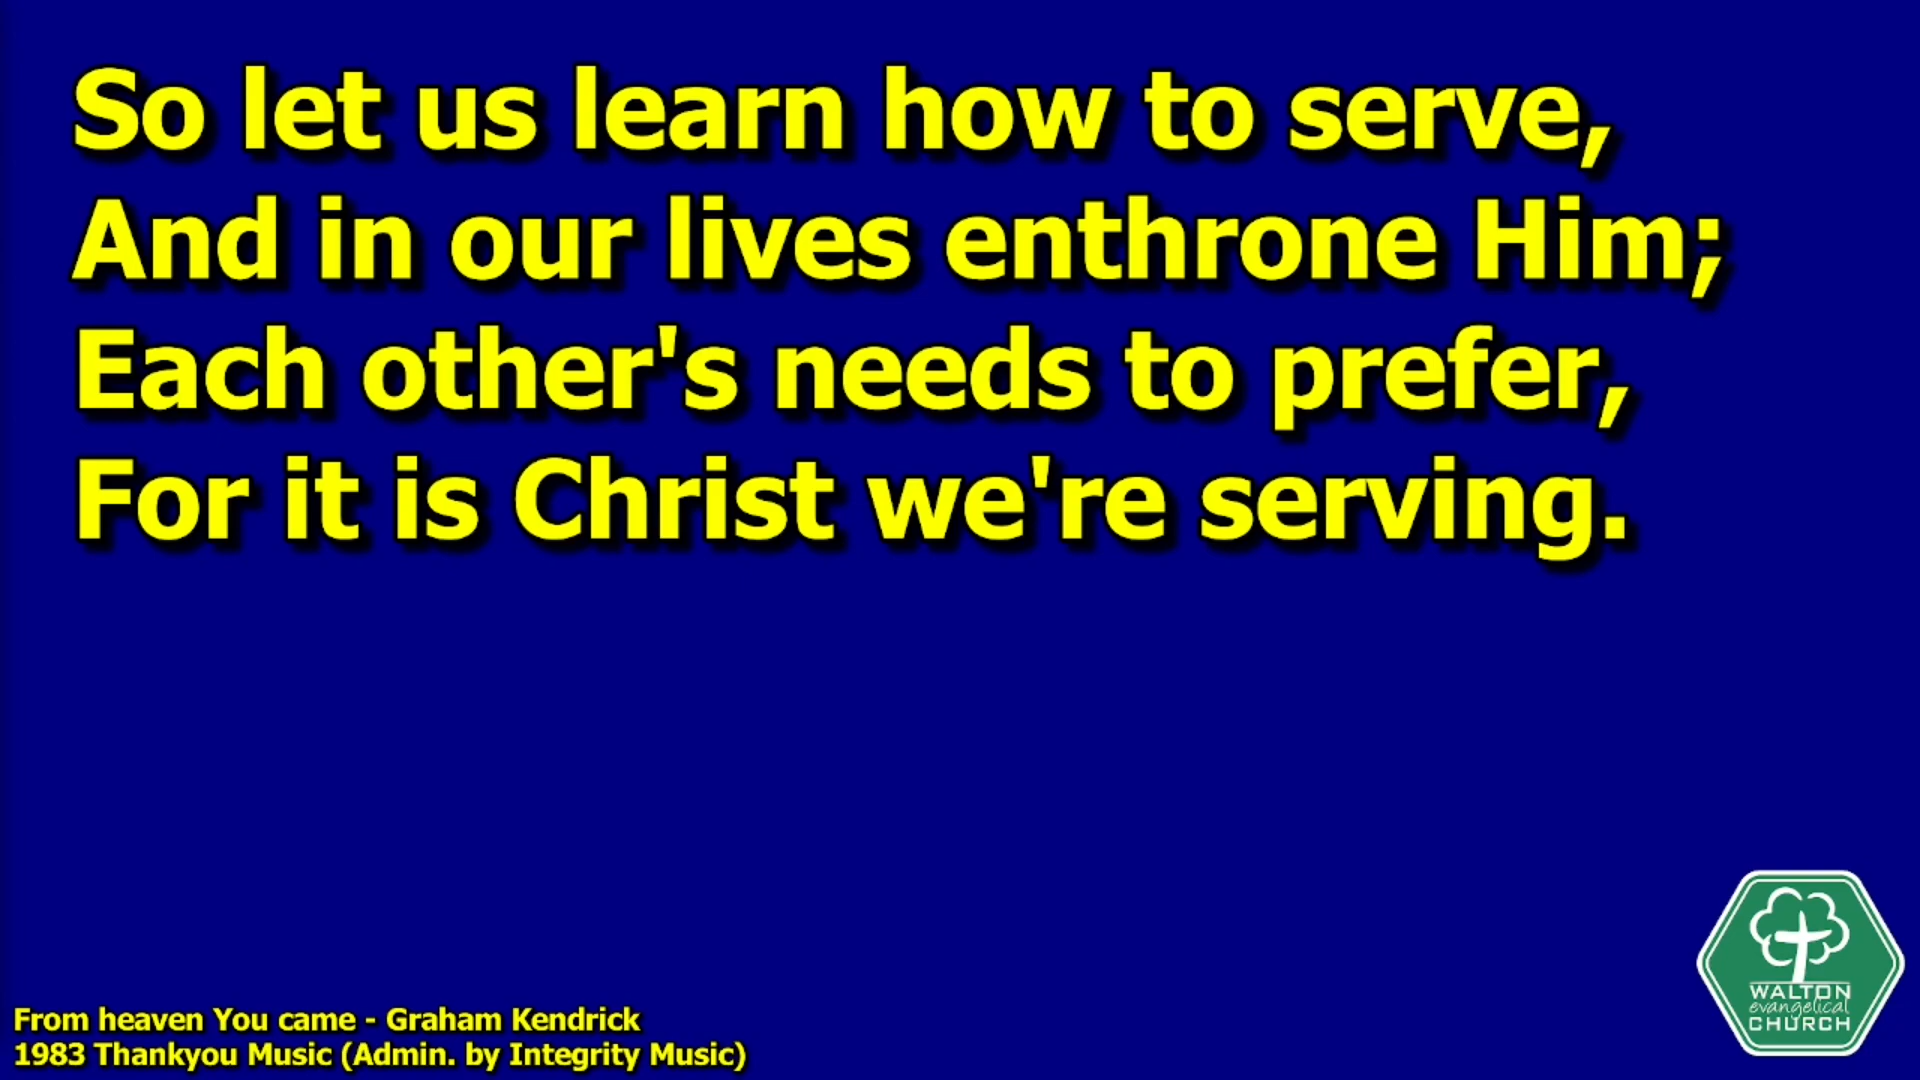 So let us learn how to serve,
And in our lives enthrone Him;
Each other's needs to prefer,
For it is Christ we're serving.
From heaven You came - Graham Kendrick
1983 Thankyou Music (Admin. by Integrity Music)
WALTON
evangelical
CHURCH